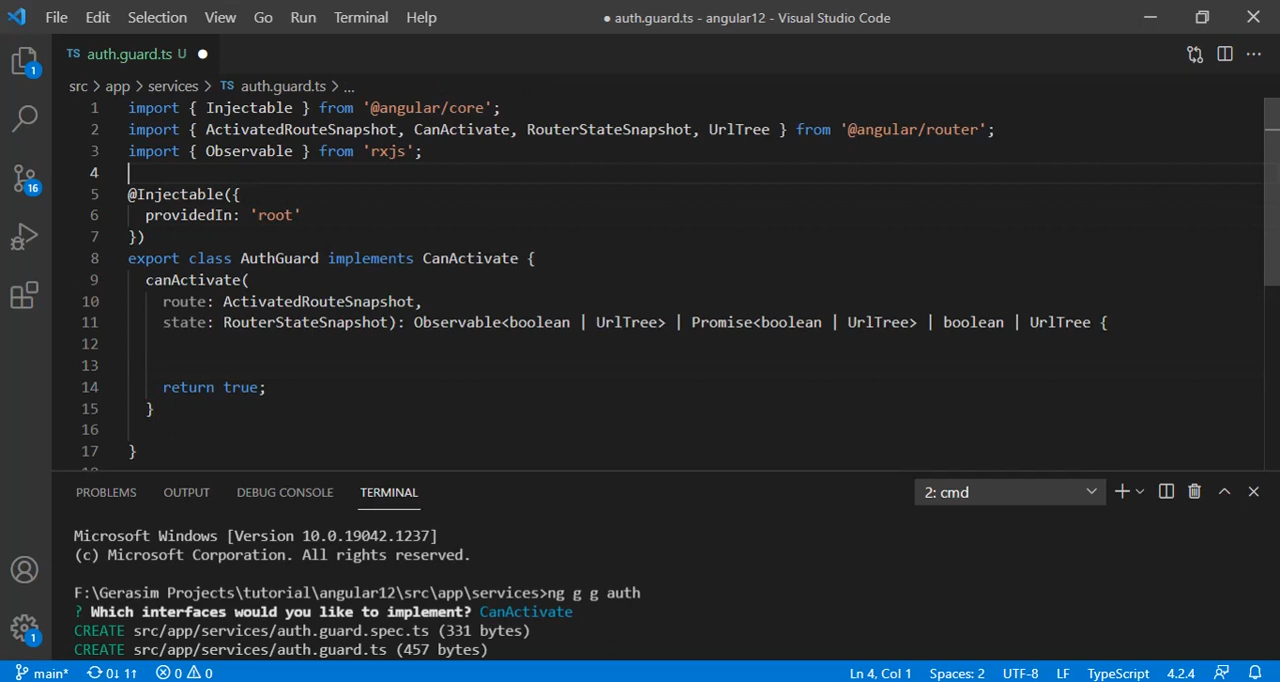 File Edit Selection View Go Run Terminal Help ● auth.guard.ts - angular12 - Visual Studio Code
TS auth.guard.ts U
src > app > services > TS auth.guard.ts > ...
1 import { Injectable } from '@angular/core';
2 import { ActivatedRouteSnapshot, CanActivate, RouterStateSnapshot, UrlTree } from '@angular/router';
3 import { Observable } from 'rxjs';
4
5 @Injectable({
6 providedIn: 'root'
7 })
8 export class AuthGuard implements CanActivate {
9 canActivate(
10 route: ActivatedRouteSnapshot,
11 state: RouterStateSnapshot): Observable<boolean | UrlTree> | Promise<boolean | UrlTree> | boolean | UrlTree {
12
13
14 return true;
15 }
16
17 }
1
16
1
PROBLEMS OUTPUT DEBUG CONSOLE TERMINAL 2: cmd
Microsoft Windows [Version 10.0.19042.1237]
(c) Microsoft Corporation. All rights reserved.
F:\Gerasim Projects\tutorial\angular12\src\app\services>ng g g auth
? Which interfaces would you like to implement? CanActivate
CREATE src/app/services/auth.guard.spec.ts (331 bytes)
CREATE src/app/services/auth.guard.ts (457 bytes)
main* 0↓ 1↑ 0 0 Ln 4, Col 1 Spaces: 2 UTF-8 LF TypeScript 4.2.4